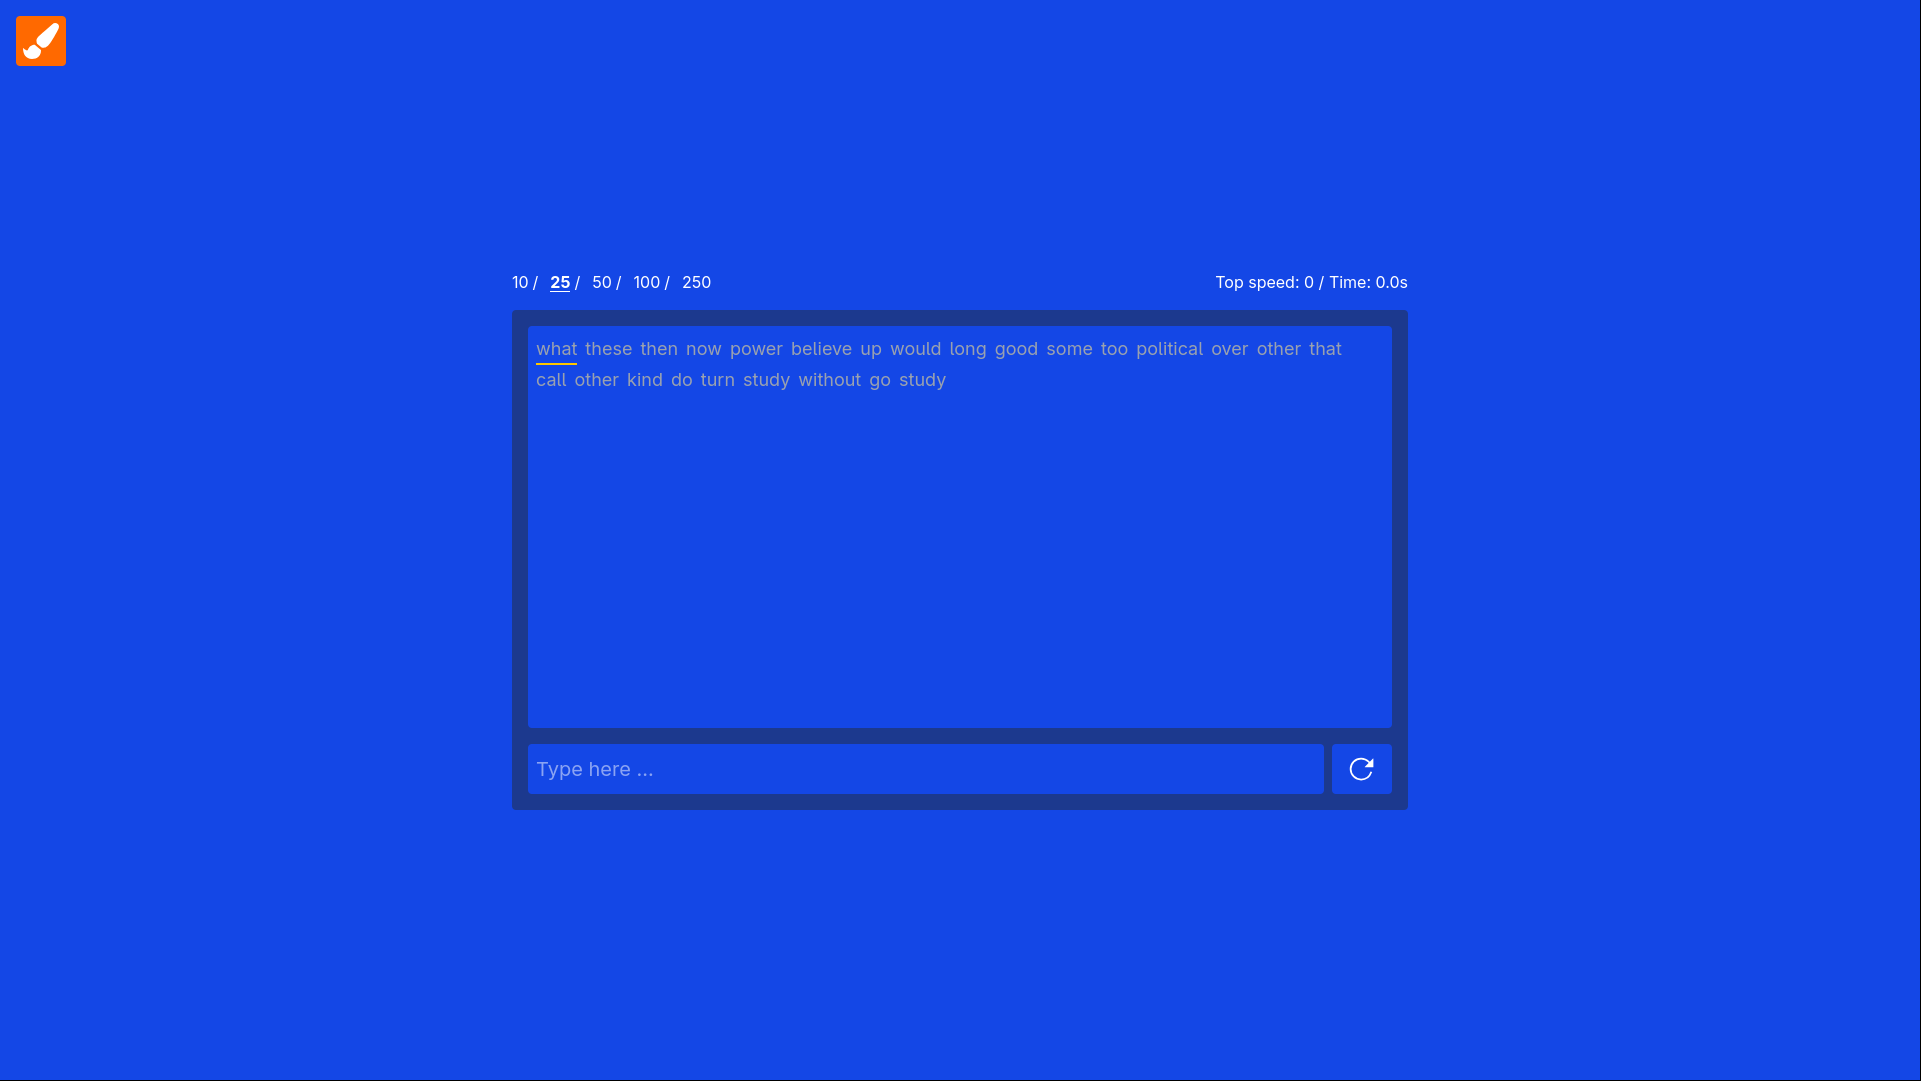 10 / 25 / 50 / 100 / 250
Top speed: 0 / Time: 0.0s
what these then now power believe up would long good some too political over other that
call other kind do turn study without go study
Type here ...